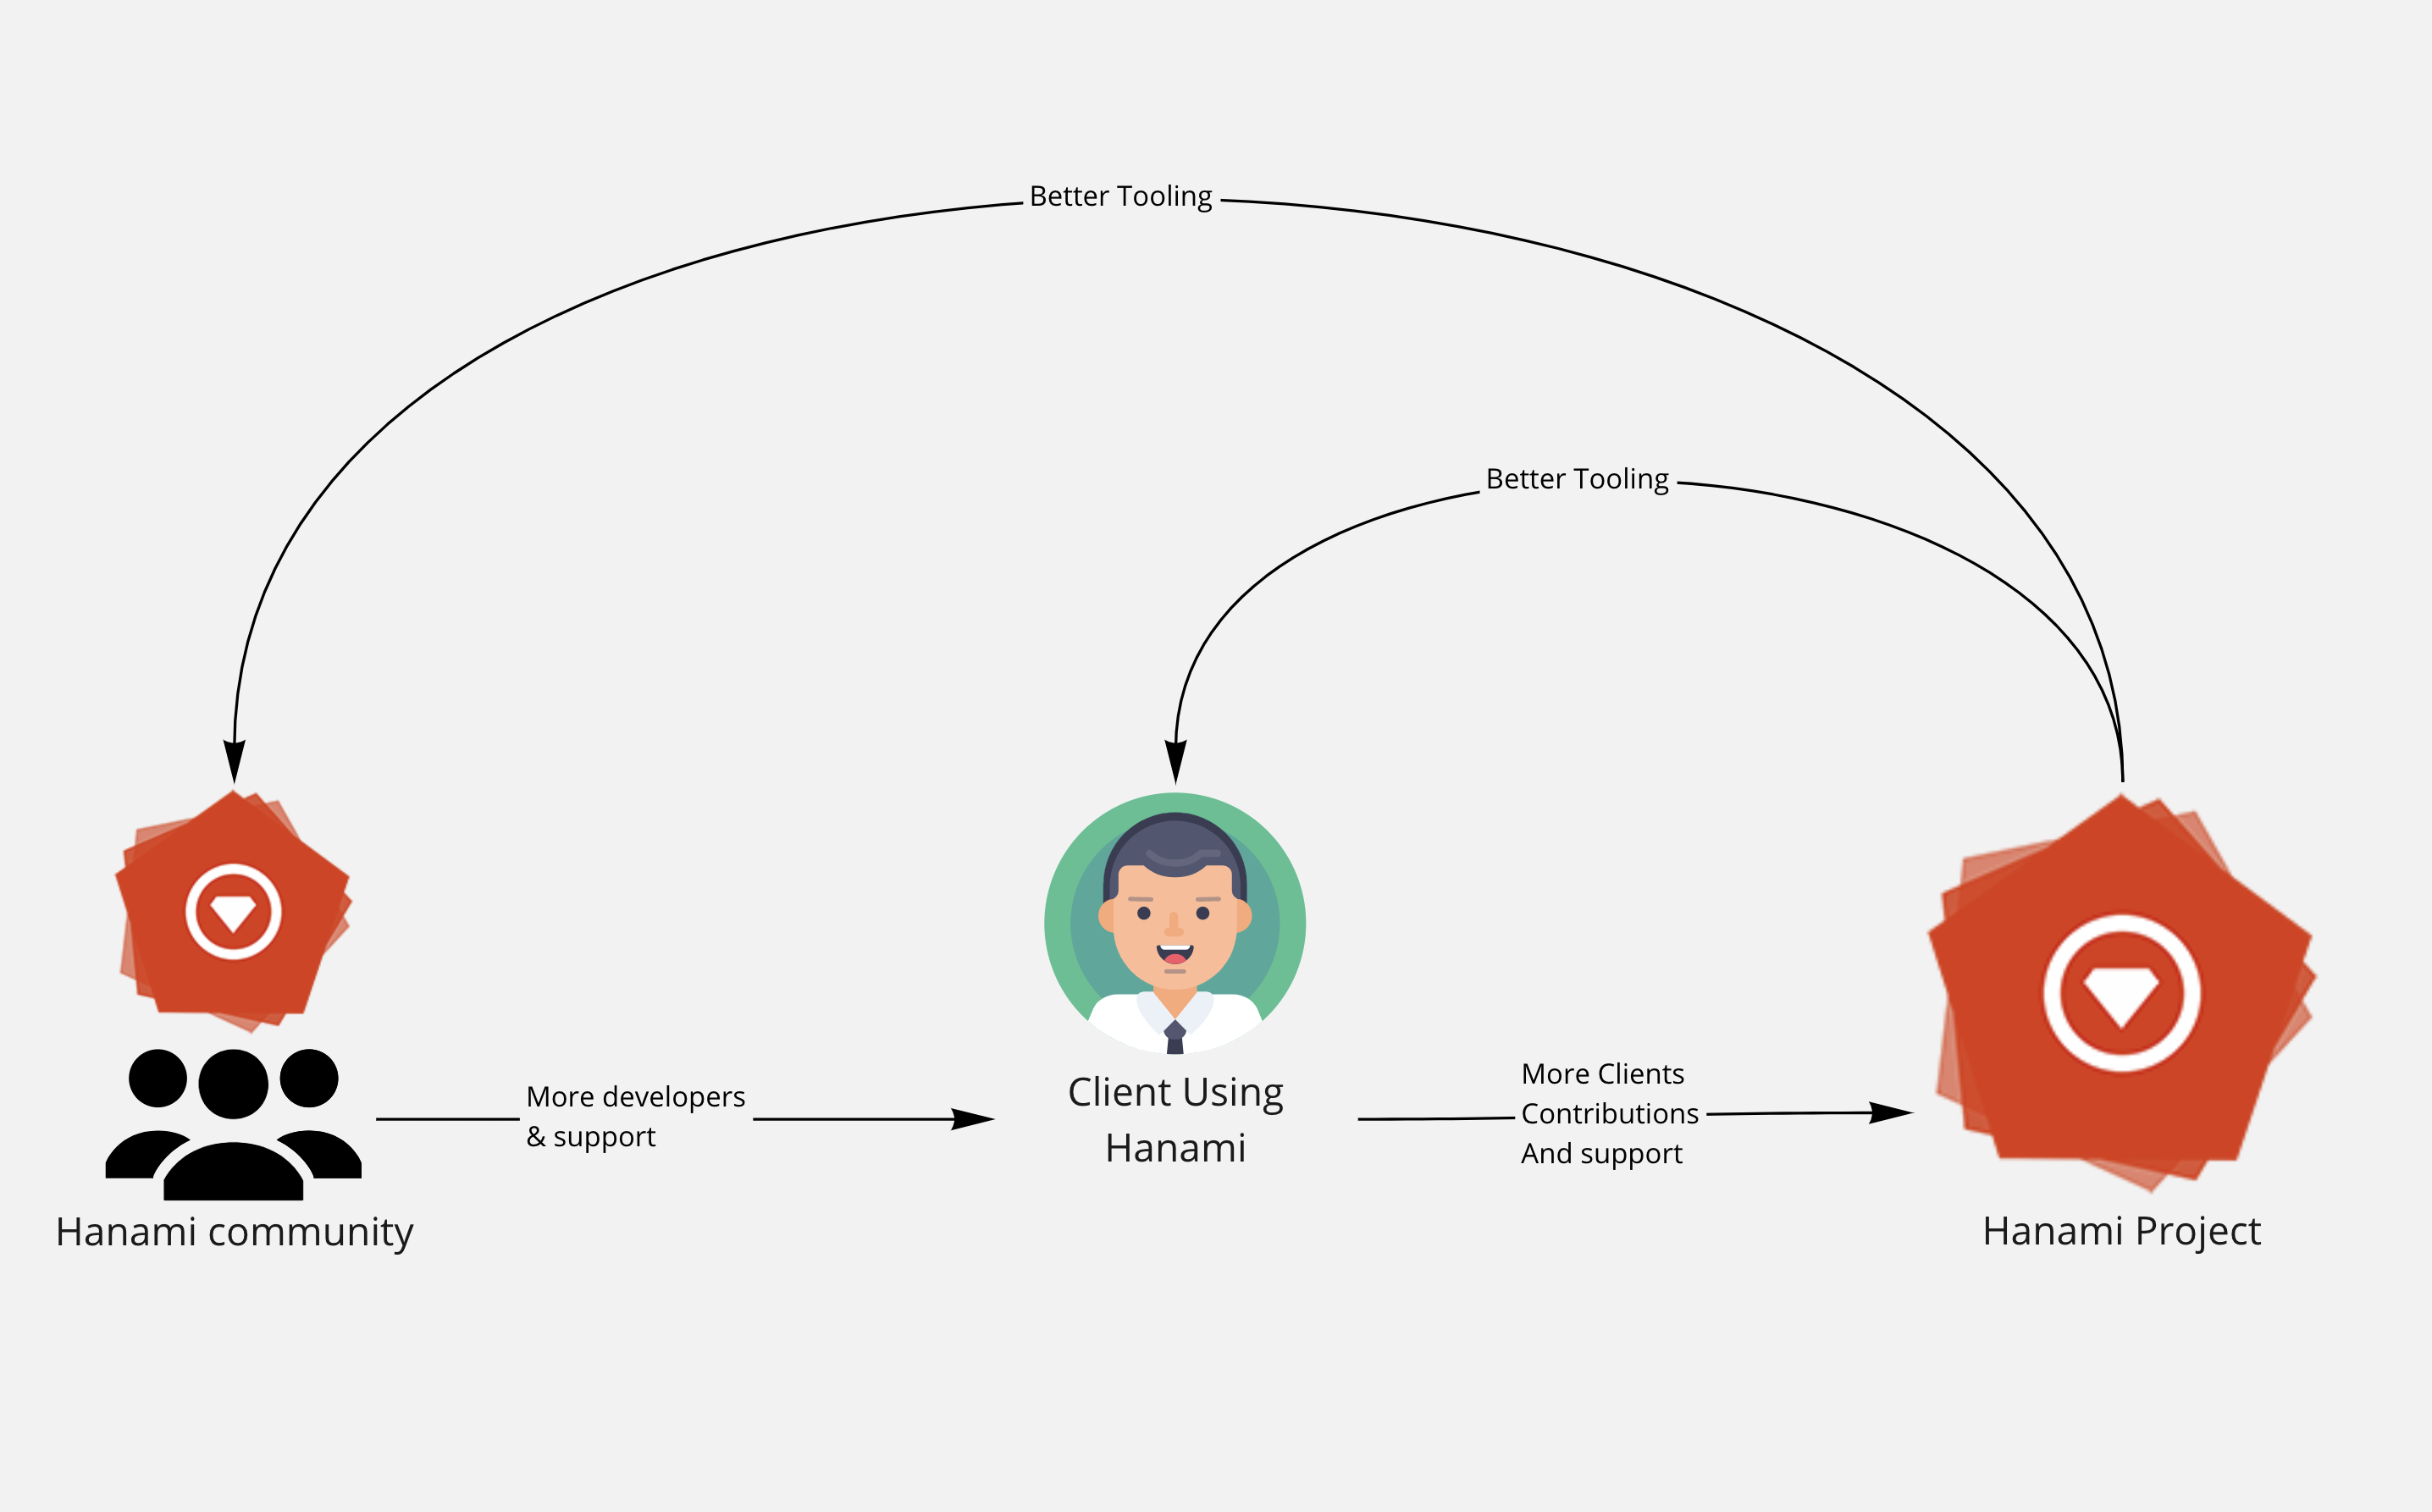 Better Tooling
Better Tooling
More developers
& support
Client Using
Hanami
More Clients
Contributions
And support
Hanami community
Hanami Project